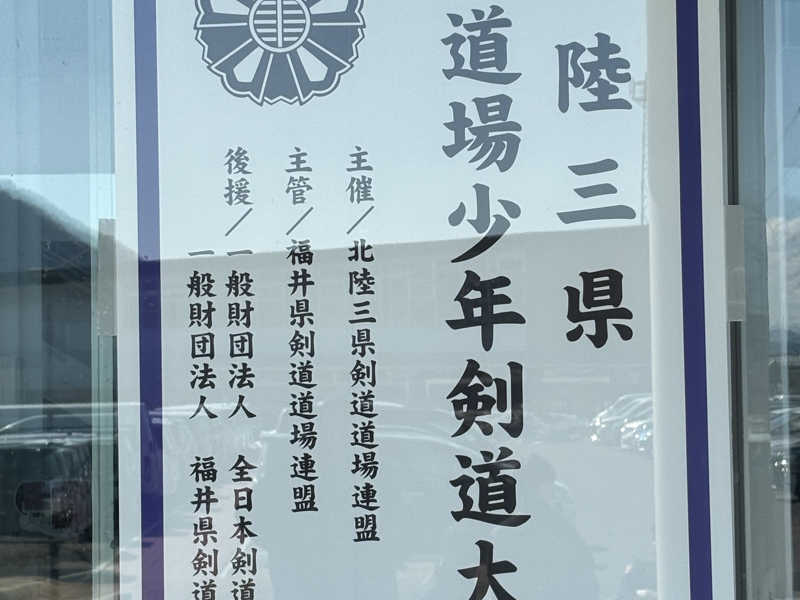 陸三県
道場少年剣道大
主催／北陸三県剣道道場連盟
主管／福井県剣道道場連盟
後援／一般財団法人 全日本剣道
一般財団法人 福井県剣道